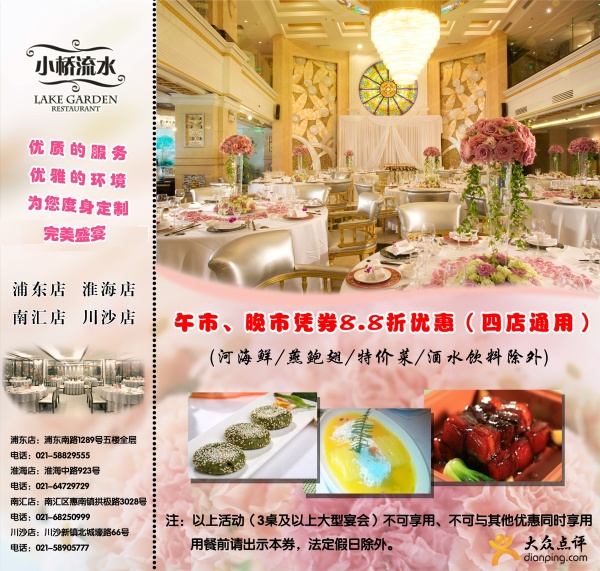 小桥流水
LAKE GARDEN
RESTAURANT
优质的服务
优雅的环境
为您度身定制
完美盛宴
浦东店 淮海店
南汇店 川沙店
浦东店：浦东南路1289号五楼全层
电话：021-58829555
淮海店：淮海中路923号
电话：021-64729729
南汇店：南汇区惠南镇拱极路3028号
电话：021-68250999
川沙店：川沙新镇北城壕路66号
电话：021-58905777
午市、晚市凭券8.8折优惠（四店通用）
(河海鲜/燕鲍翅/特价菜/酒水饮料除外)
注：以上活动（3桌及以上大型宴会）不可享用、不可与其他优惠同时享用
用餐前请出示本券，法定假日除外。
大众点评
dianping.com